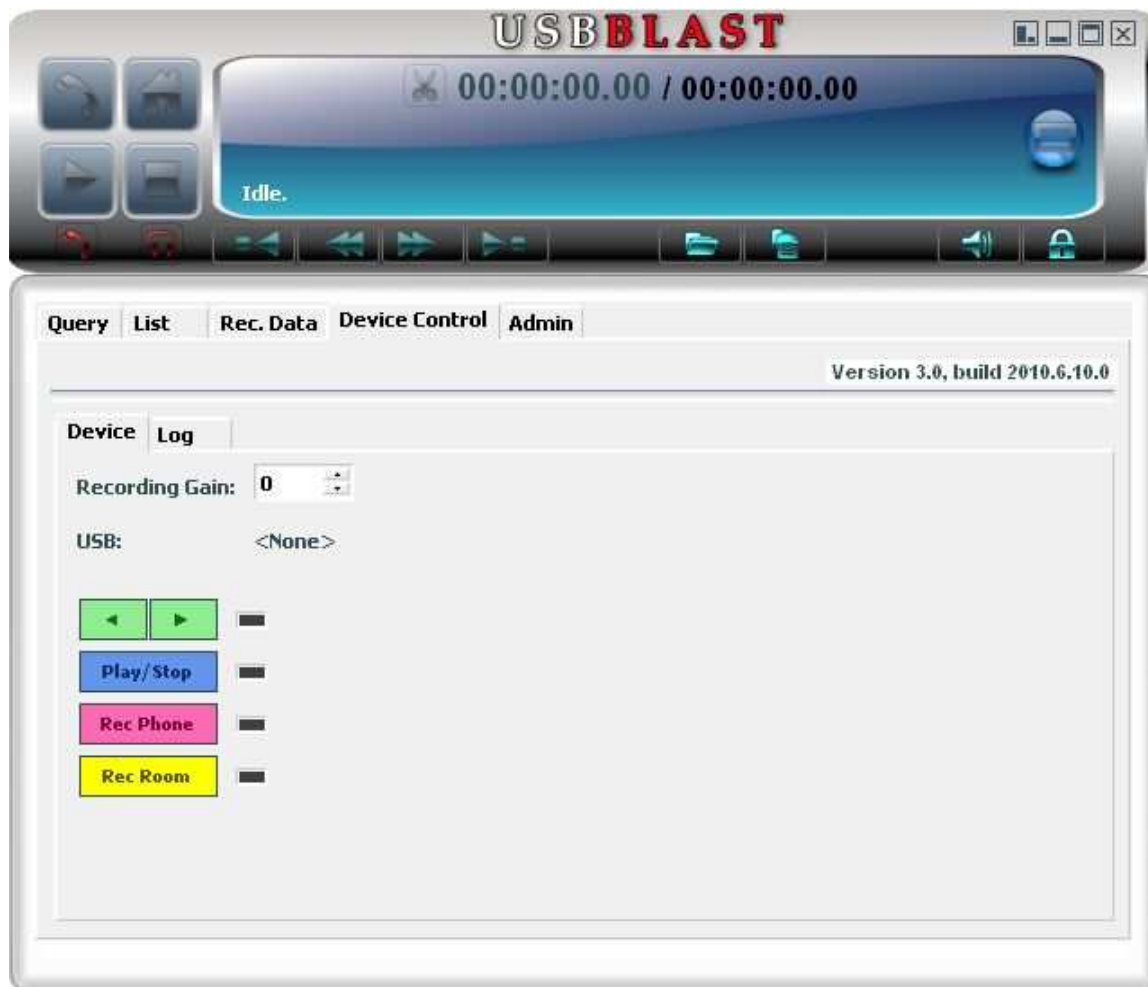 USBBLAST
00:00:00.00 / 00:00:00.00
Idle.
Query List Rec. Data Device Control Admin
Version 3.0, build 2010.6.10.0
Device Log
Recording Gain: 0
USB: <None>
Play/Stop
Rec Phone
Rec Room